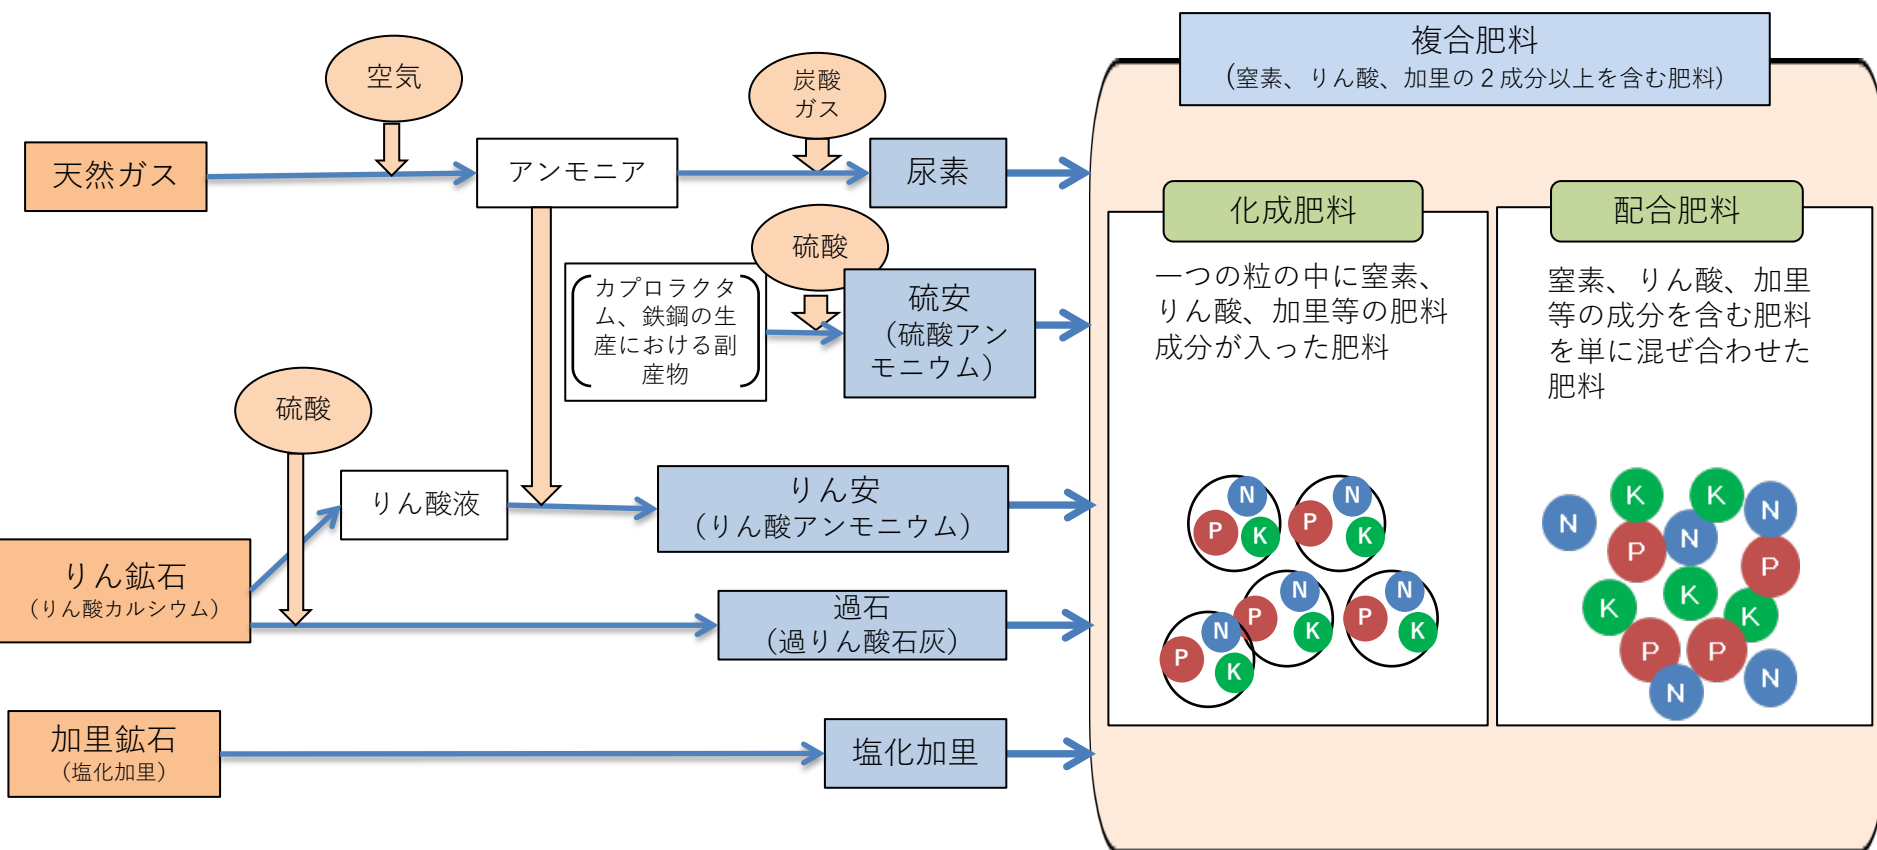 複合肥料
(窒素、りん酸、加里の２成分以上を含む肥料)
空気
炭酸
ガス
天然ガス
アンモニア
尿素
硫酸
カプロラクタ
ム、鉄鋼の生
産における副
産物
硫安
（硫酸アン
モニウム）
硫酸
りん酸液
りん安
（りん酸アンモニウム）
りん鉱石
（りん酸カルシウム）
過石
（過りん酸石灰）
加里鉱石
（塩化加里）
塩化加里
化成肥料
一つの粒の中に窒素、
りん酸、加里等の肥料
成分が入った肥料
N
P
K
N
P
K
N
P
K
N
P
K
N
P
K
配合肥料
窒素、りん酸、加里
等の成分を含む肥料
を単に混ぜ合わせた
肥料
K
K
N
N
N
P
P
K
K
K
P
P
N
N